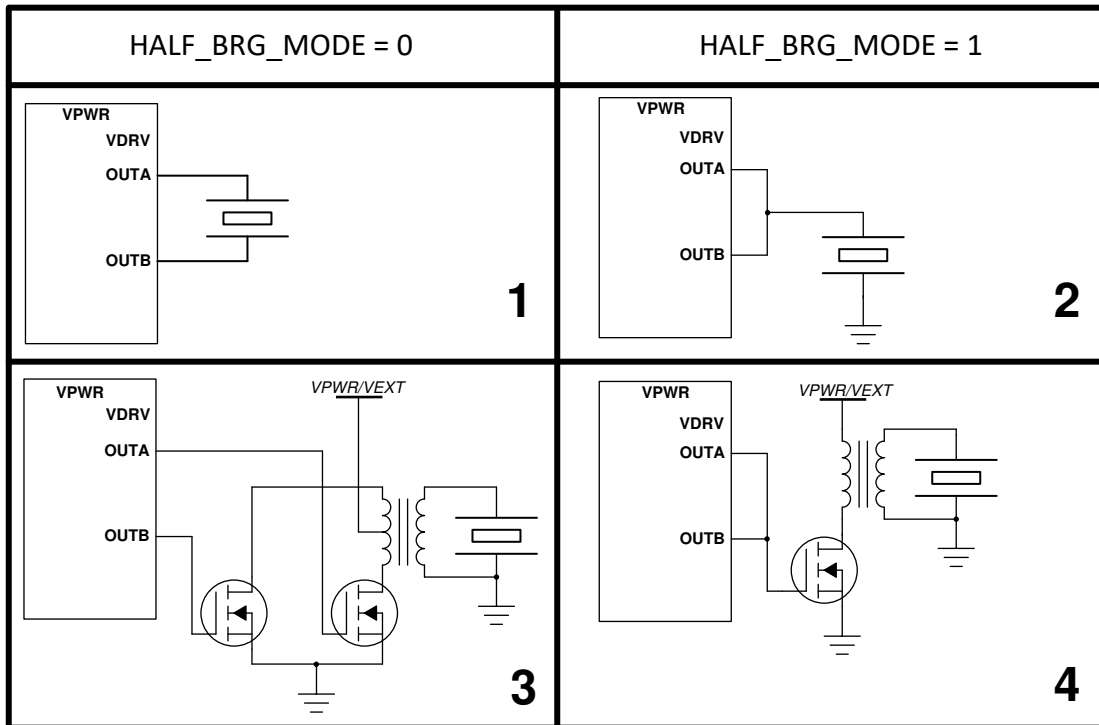 HALF_BRG_MODE = 0
HALF_BRG_MODE = 1
VPWR
VDRV
OUTA
OUTB
1
VPWR
VDRV
OUTA
OUTB
2
VPWR
VDRV
OUTA
OUTB
VPWR/VEXT
3
VPWR
VDRV
OUTA
OUTB
VPWR/VEXT
4